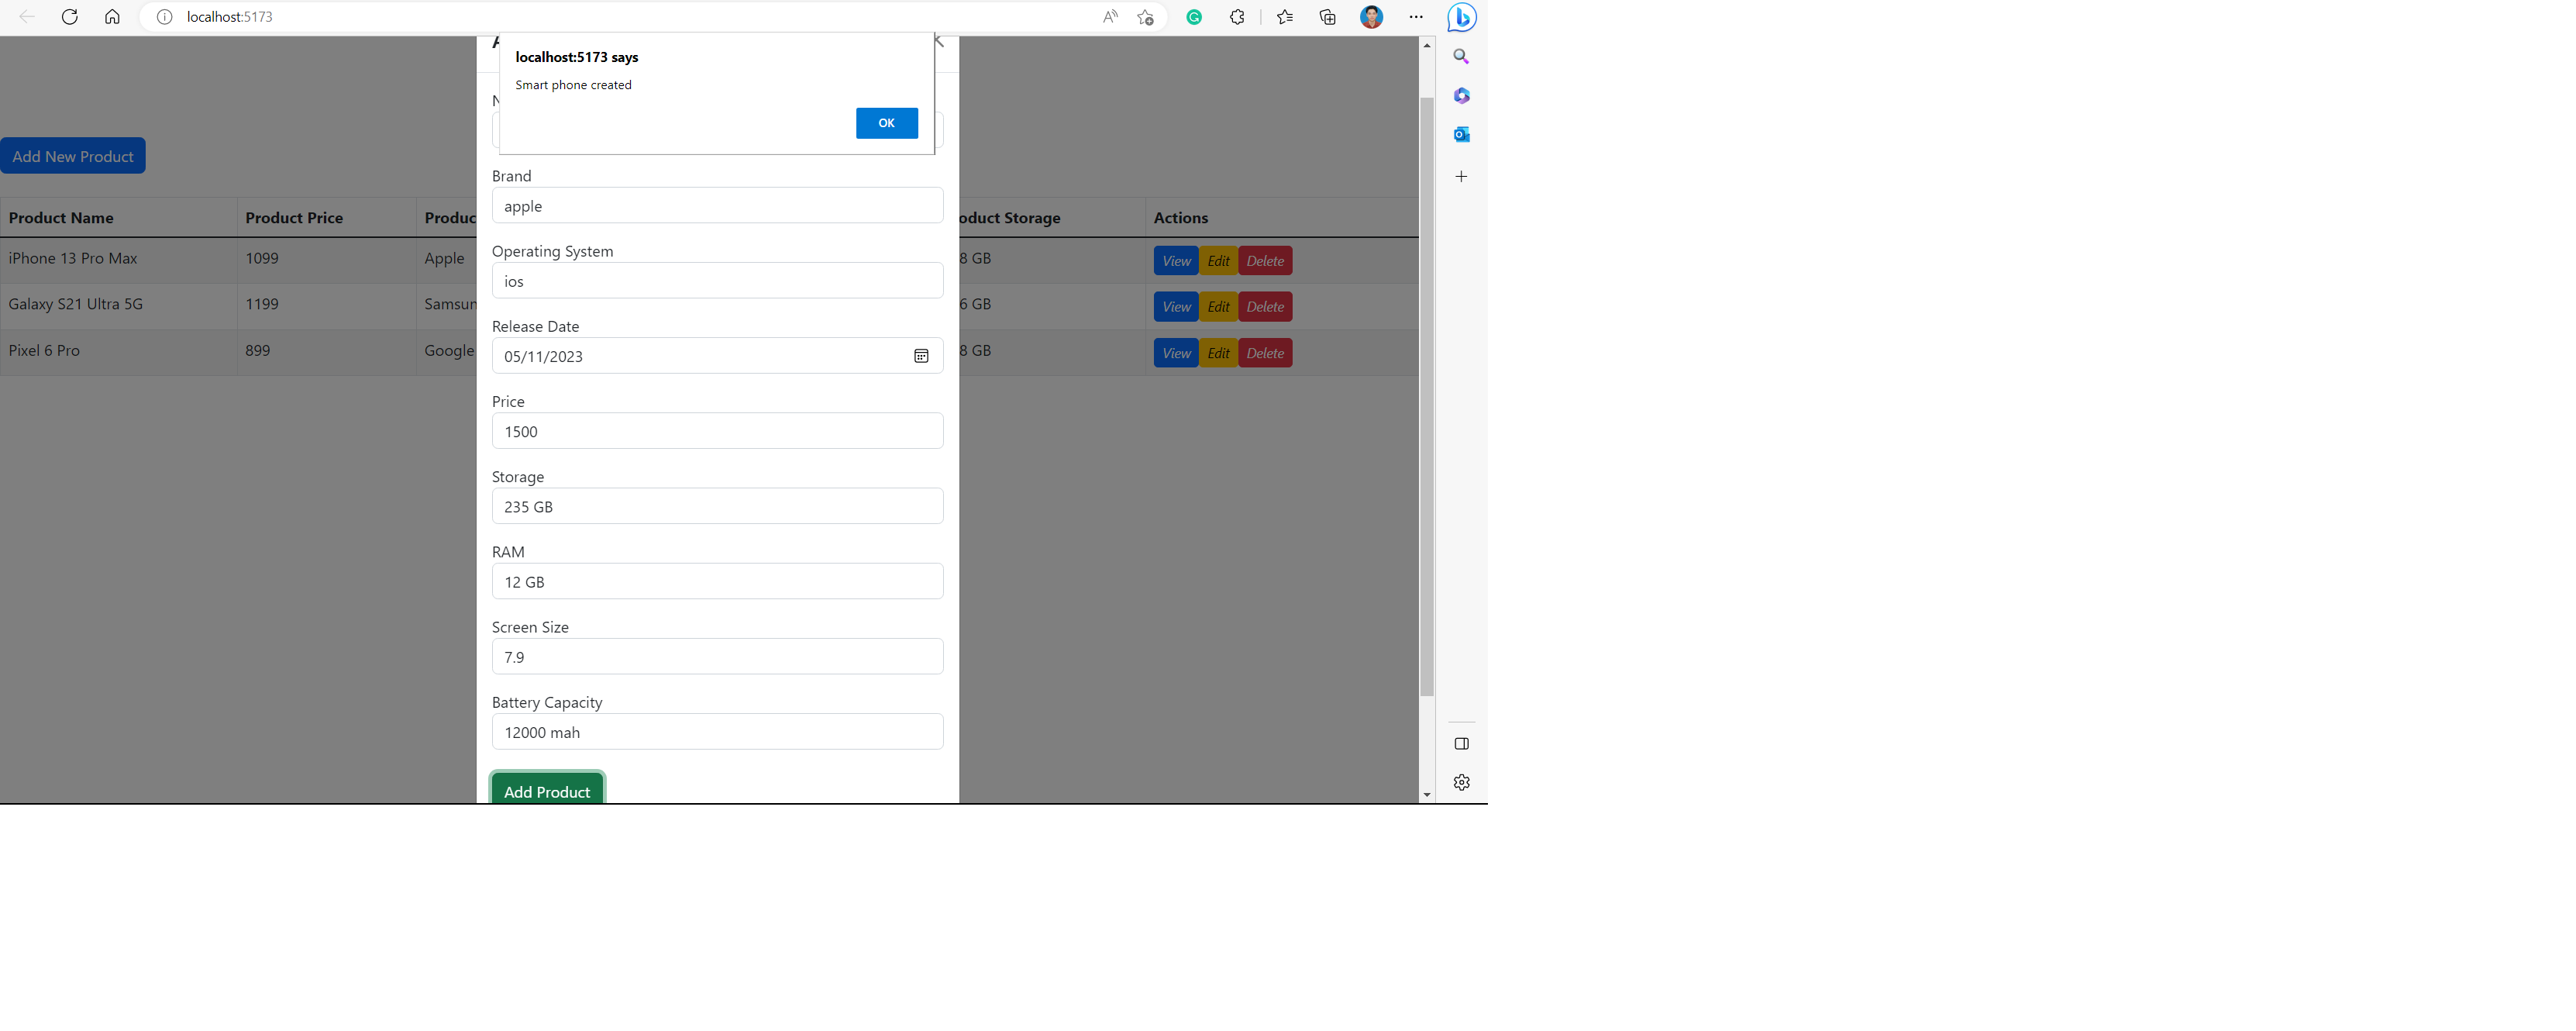 localhost:5173
localhost:5173 says
Smart phone created
OK
Add New Product
Brand
apple
Operating System
ios
Release Date
05/11/2023
Price
1500
Storage
235 GB
RAM
12 GB
Screen Size
7.9
Battery Capacity
12000 mah
Add Product
Product Name Product Price Produc oduct Storage Actions
iPhone 13 Pro Max 1099 Apple 8 GB View Edit Delete
Galaxy S21 Ultra 5G 1199 Samsun 6 GB View Edit Delete
Pixel 6 Pro 899 Google 8 GB View Edit Delete